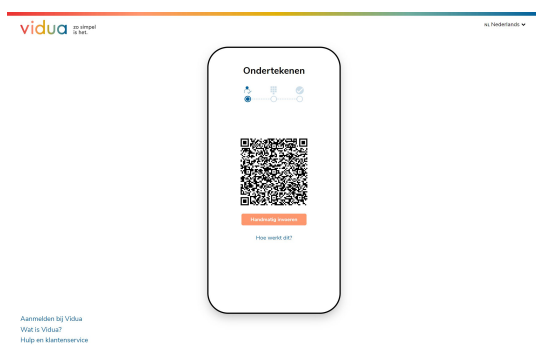 vidua zo simpel
is het.
NL Nederlands
Ondertekenen
Handmatig invoeren
Hoe werkt dit?
Aanmelden bij Vidua
Wat is Vidua?
Hulp en klantenservice